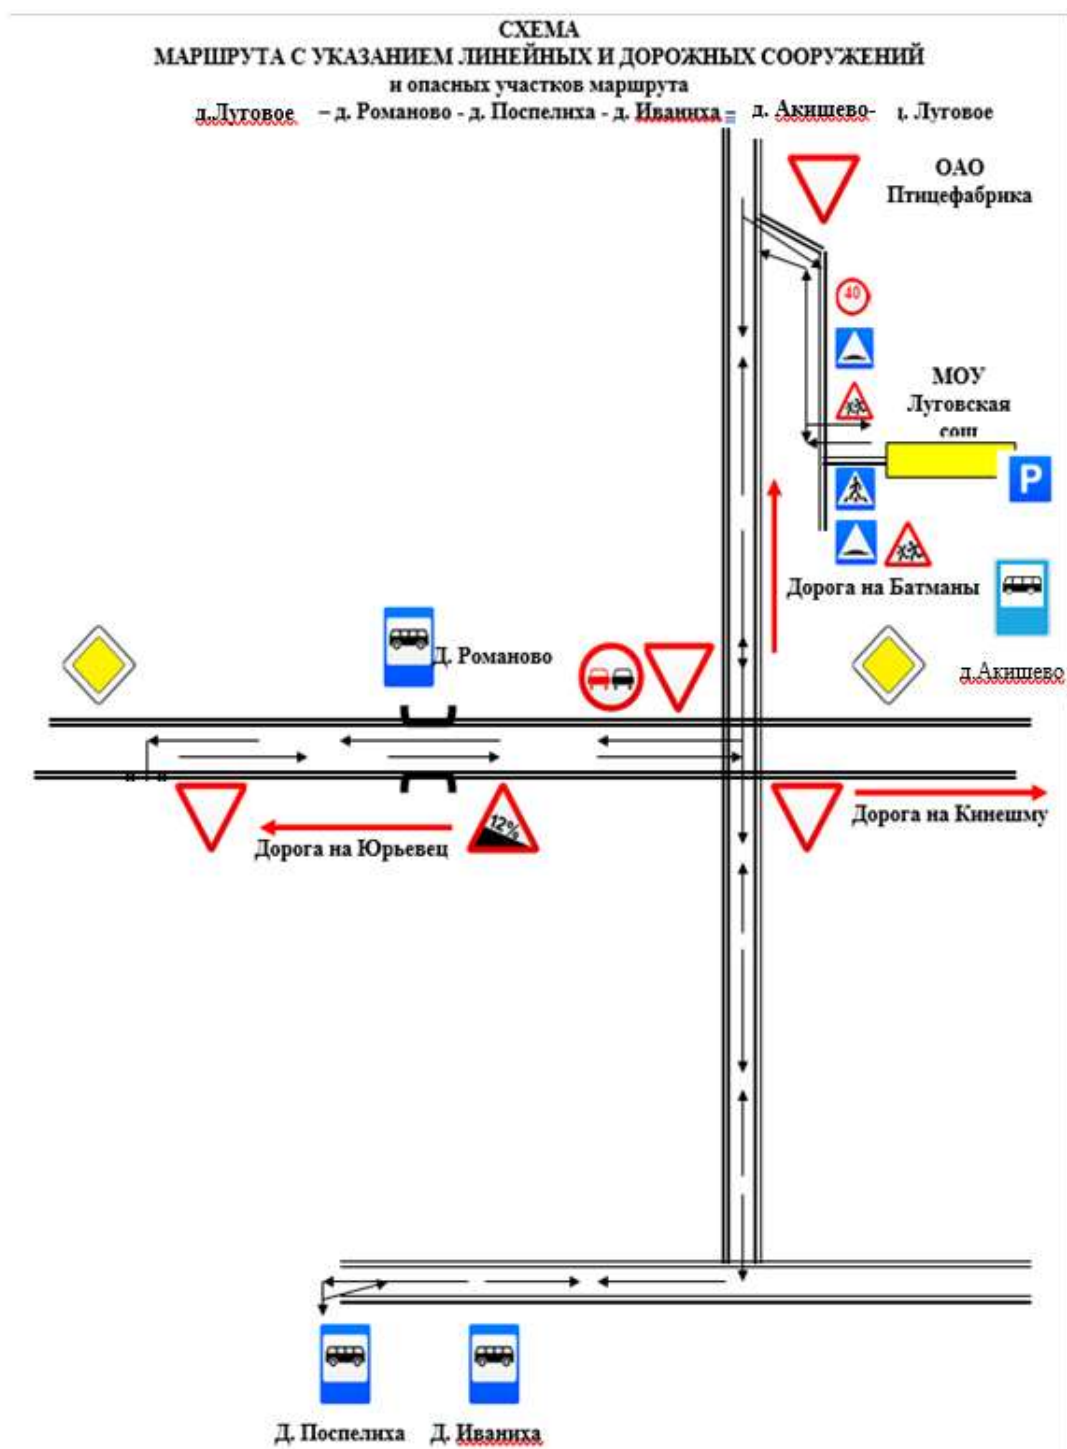 СХЕМА
МАРШРУТА С УКАЗАНИЕМ ЛИНЕЙНЫХ И ДОРОЖНЫХ СООРУЖЕНИЙ
и опасных участков маршрута
д.Луговое – д. Романово - д. Поспелиха - д. Иваниха – д. Акишево- д. Луговое
ОАО
Птицефабрика
40
МОУ
Луговская
сош
P
Дорога на Батманы
Д. Романово
д.Акишево
12%
Дорога на Кинешму
Дорога на Юрьевец
Д. Поспелиха
Д. Иваниха